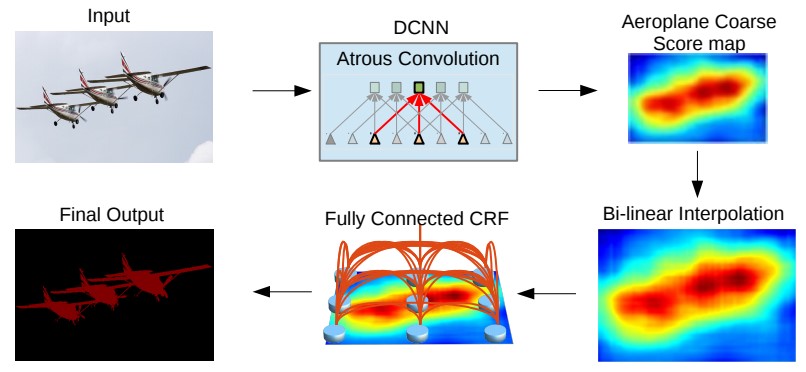 Input
DCNN
Atrous Convolution
Aeroplane Coarse
Score map
Bi-linear Interpolation
Fully Connected CRF
Final Output